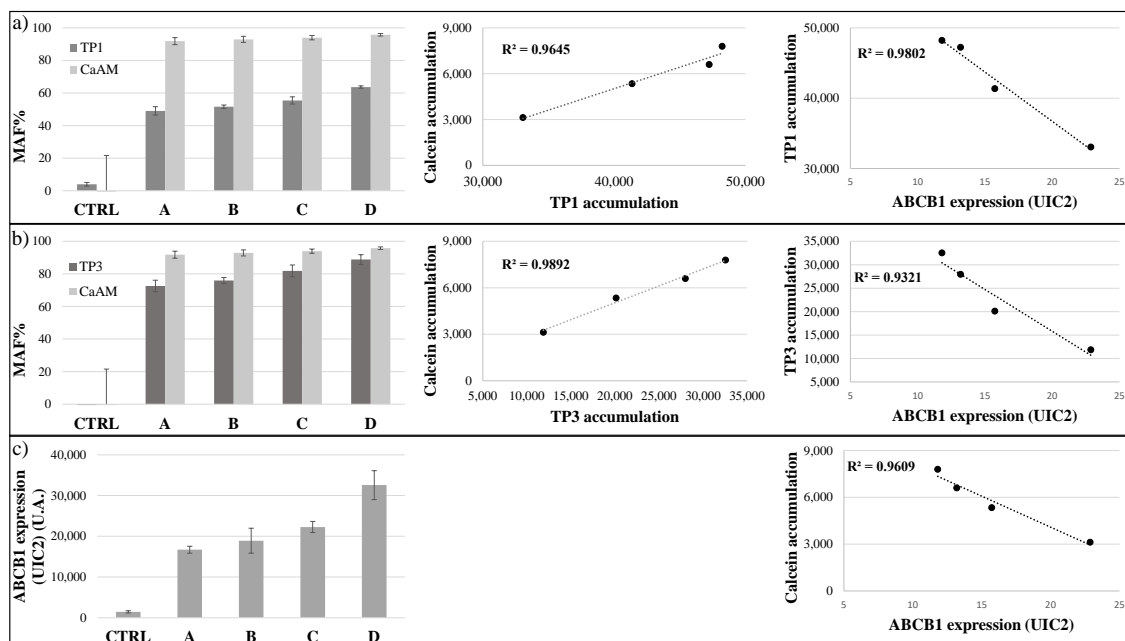 a)
100
80
60
40
20
0
MAF%
TP1
CaAM
CTRL A B C D
9,000
6,000
3,000
0
Calcein accumulation
R² = 0.9645
30,000 40,000 50,000
TP1 accumulation
50,000
40,000
30,000
TP1 accumulation
R² = 0.9802
5 10 15 20 25
ABCB1 expression (UIC2)
b)
100
80
60
40
20
0
MAF%
TP3
CaAM
CTRL A B C D
9,000
6,000
3,000
0
Calcein accumulation
R² = 0.9892
5,000 10,000 15,000 20,000 25,000 30,000 35,000
TP3 accumulation
35,000
30,000
25,000
20,000
15,000
10,000
5,000
TP3 accumulation
R² = 0.9321
5 10 15 20 25
ABCB1 expression (UIC2)
c)
40,000
30,000
20,000
10,000
0
ABCB1 expression
(UIC2) (U.A.)
CTRL A B C D
9,000
6,000
3,000
0
Calcein accumulation
R² = 0.9609
5 10 15 20 25
ABCB1 expression (UIC2)